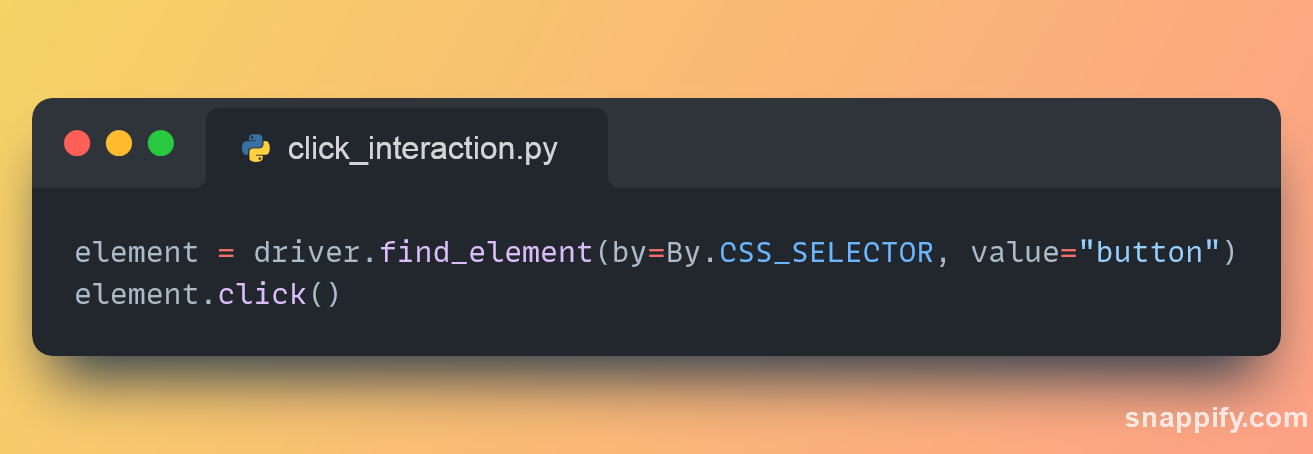 click_interaction.py
element = driver.find_element(by=By.CSS_SELECTOR, value="button")
element.click()
snappify.com